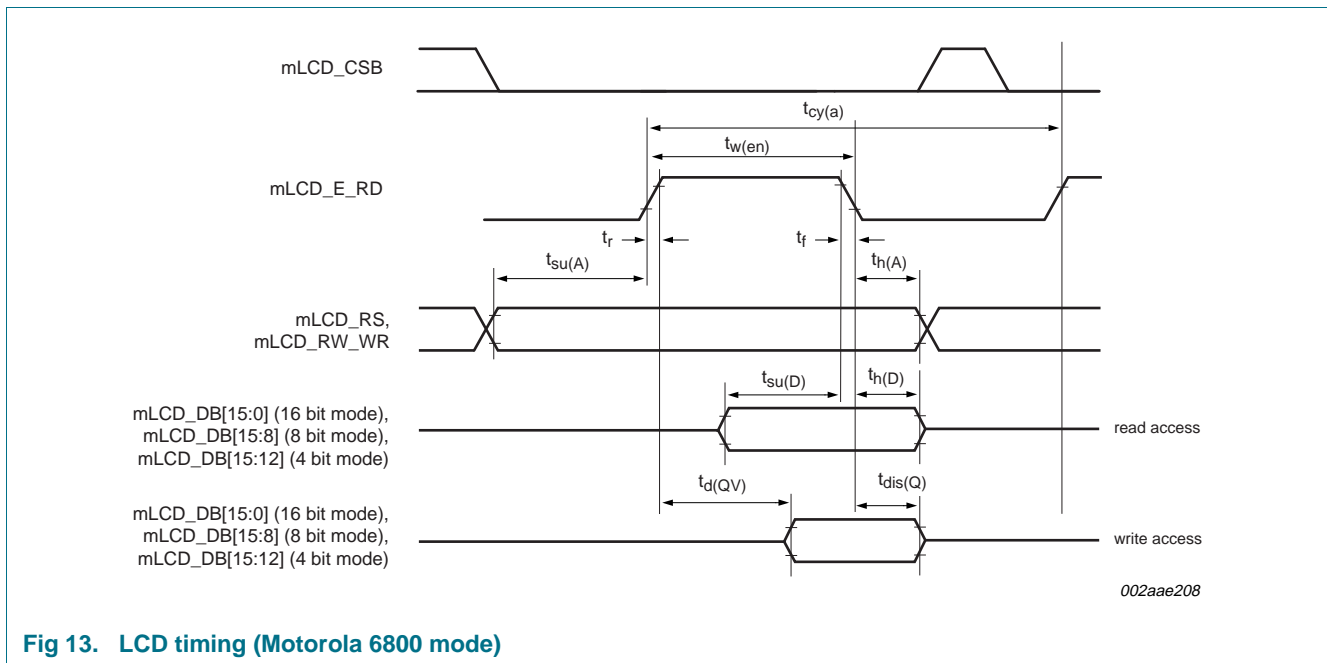 mLCD_CSB
tcy(a)
tw(en)
mLCD_E_RD
tr
tf
tsu(A)
th(A)
mLCD_RS,
mLCD_RW_WR
tsu(D)
th(D)
mLCD_DB[15:0] (16 bit mode),
mLCD_DB[15:8] (8 bit mode),
mLCD_DB[15:12] (4 bit mode)
read access
td(QV)
tdis(Q)
mLCD_DB[15:0] (16 bit mode),
mLCD_DB[15:8] (8 bit mode),
mLCD_DB[15:12] (4 bit mode)
write access
002aae208
Fig 13. LCD timing (Motorola 6800 mode)